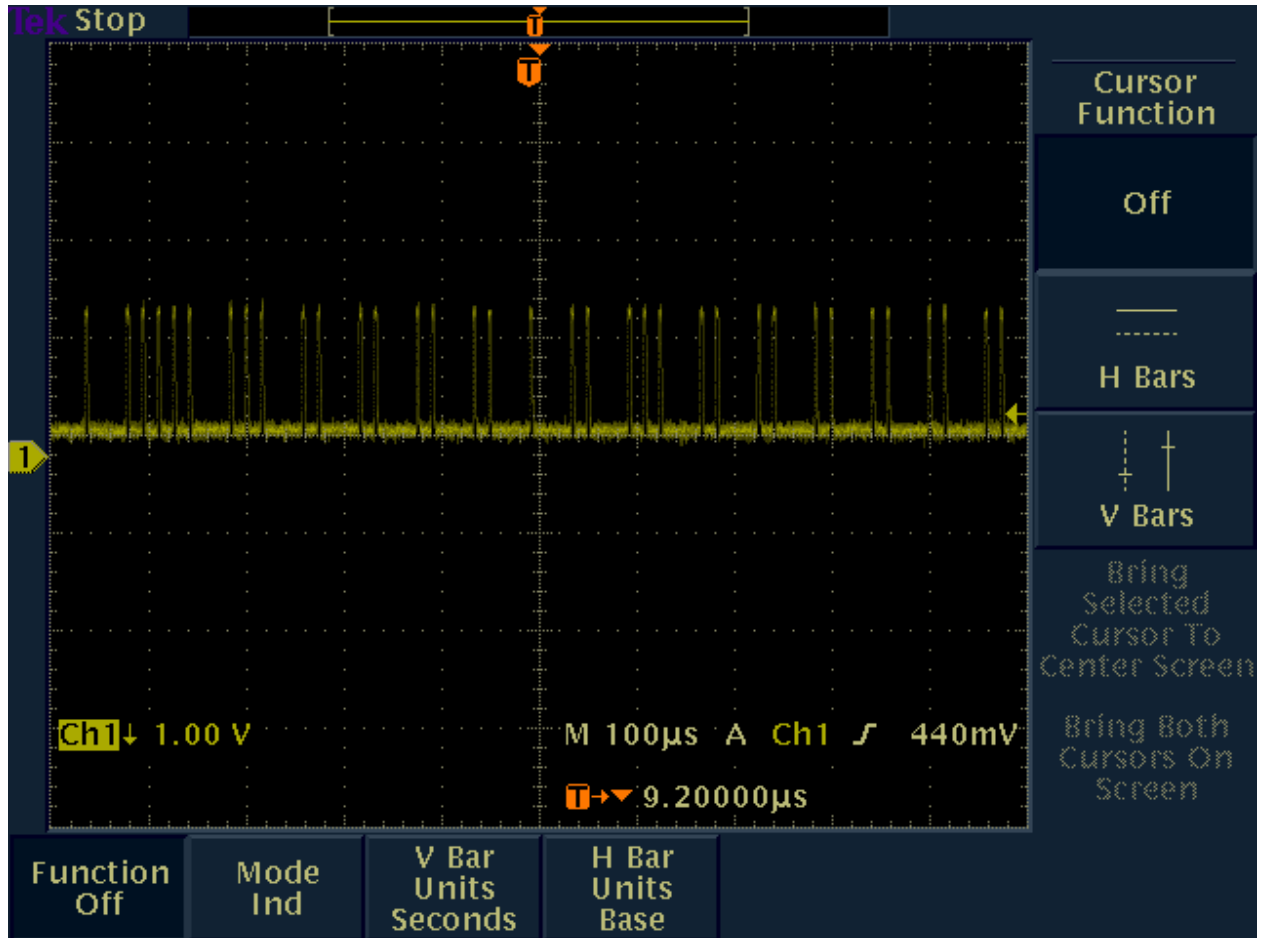 Tek Stop
T
T
Cursor
Function
Off
H Bars
1
V Bars
Bring
Selected
Cursor To
Center Screen
Bring Both
Cursors On
Screen
Ch1↓ 1.00 V
M 100µs A Ch1 ƒ 440mV
T→▼ 9.20000µs
Function
Off
Mode
Ind
V Bar
Units
Seconds
H Bar
Units
Base